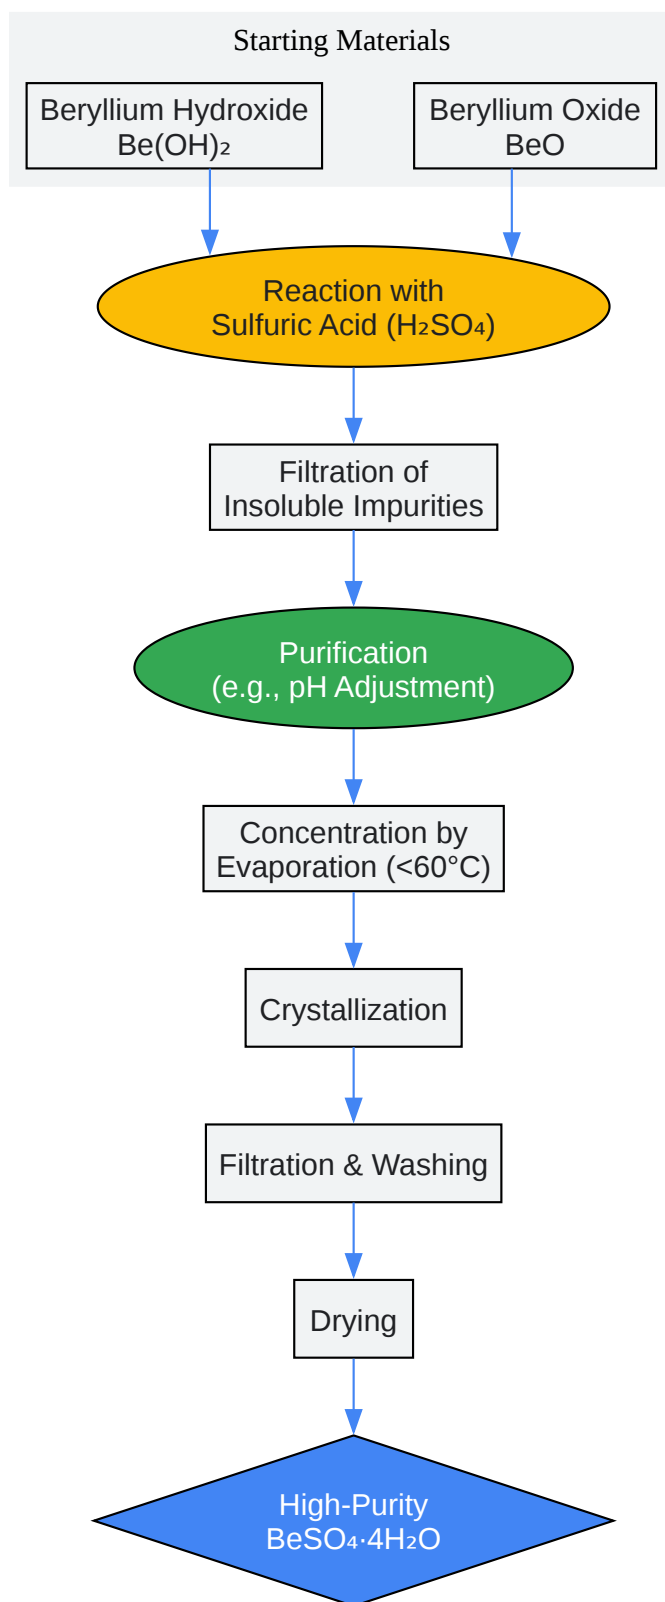 Starting Materials
Beryllium Hydroxide
Be(OH)₂
Beryllium Oxide
BeO
Reaction with
Sulfuric Acid (H₂SO₄)
Filtration of
Insoluble Impurities
Purification
(e.g., pH Adjustment)
Concentration by
Evaporation (<60°C)
Crystallization
Filtration & Washing
Drying
High-Purity
BeSO₄·4H₂O